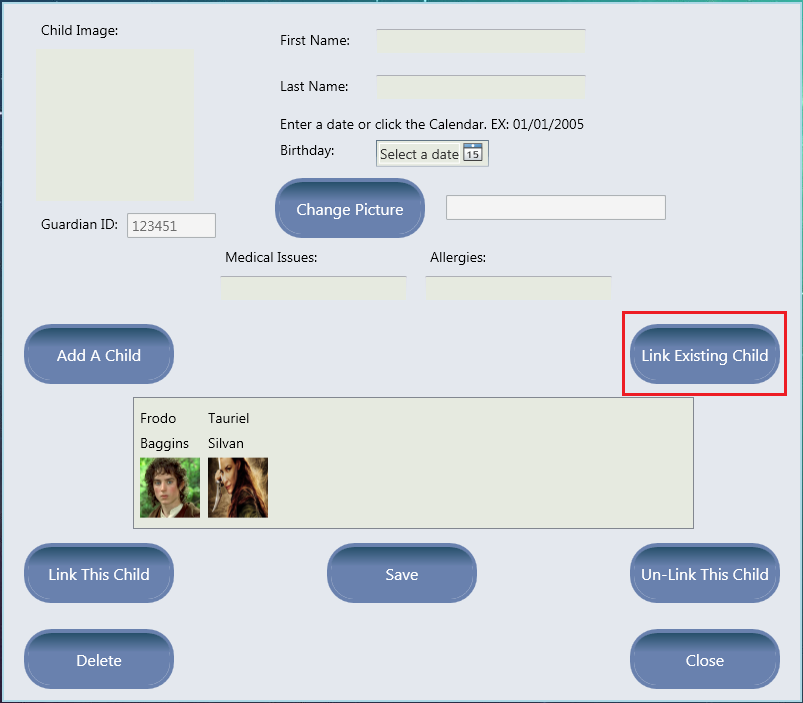 Child Image:
First Name:
Last Name:
Enter a date or click the Calendar. EX: 01/01/2005
Birthday:
Select a date 15
Change Picture
Guardian ID: 123451
Medical Issues:
Allergies:
Add A Child
Link Existing Child
Frodo Tauriel
Baggins Silvan
Link This Child
Save
Un-Link This Child
Delete
Close